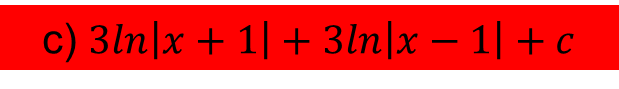 c) 3ln|x + 1| + 3ln|x − 1| + c